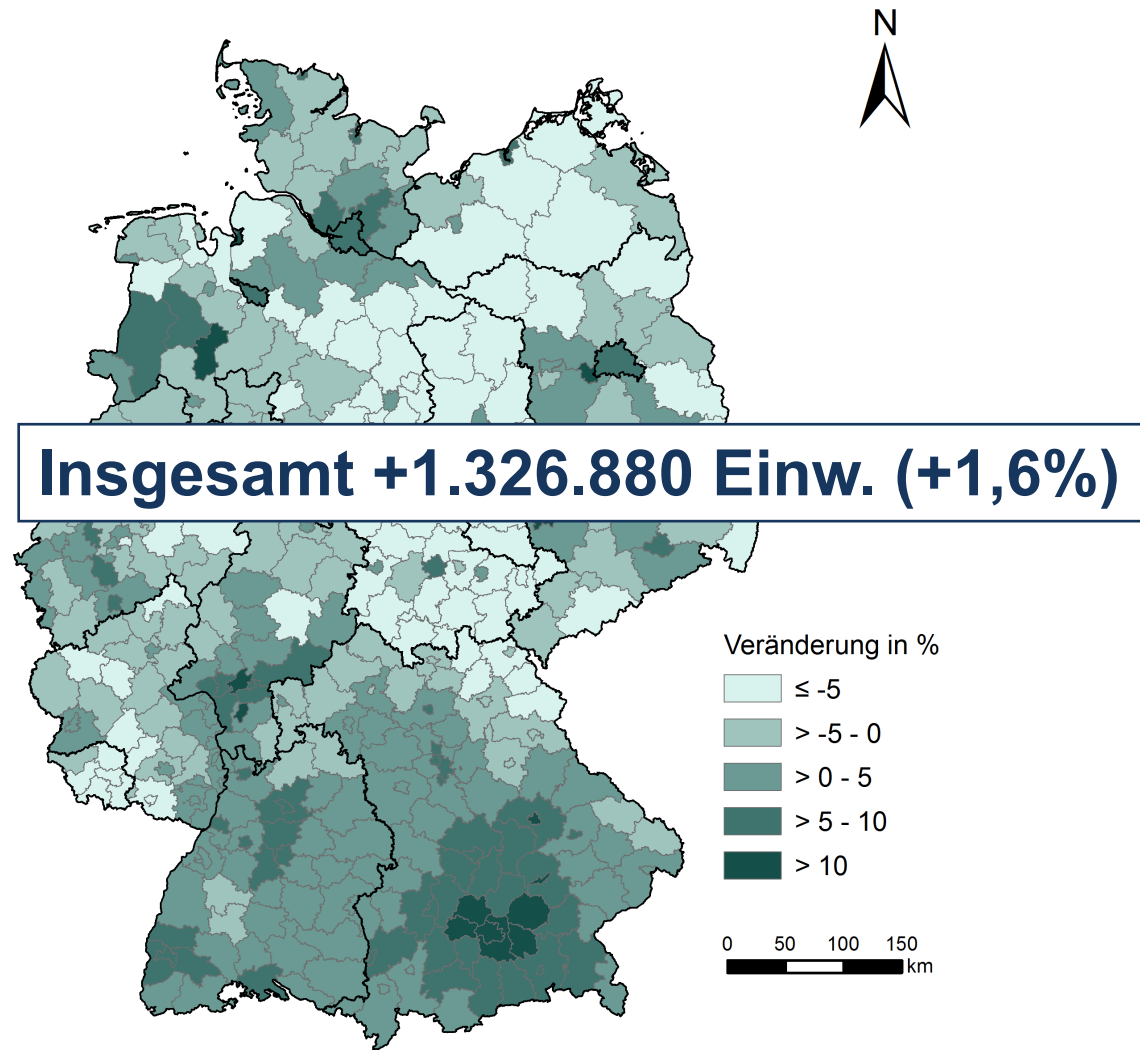 N
Insgesamt +1.326.880 Einw. (+1,6%)
Veränderung in %
≤ -5
> -5 - 0
> 0 - 5
> 5 - 10
> 10
0 50 100 150
km